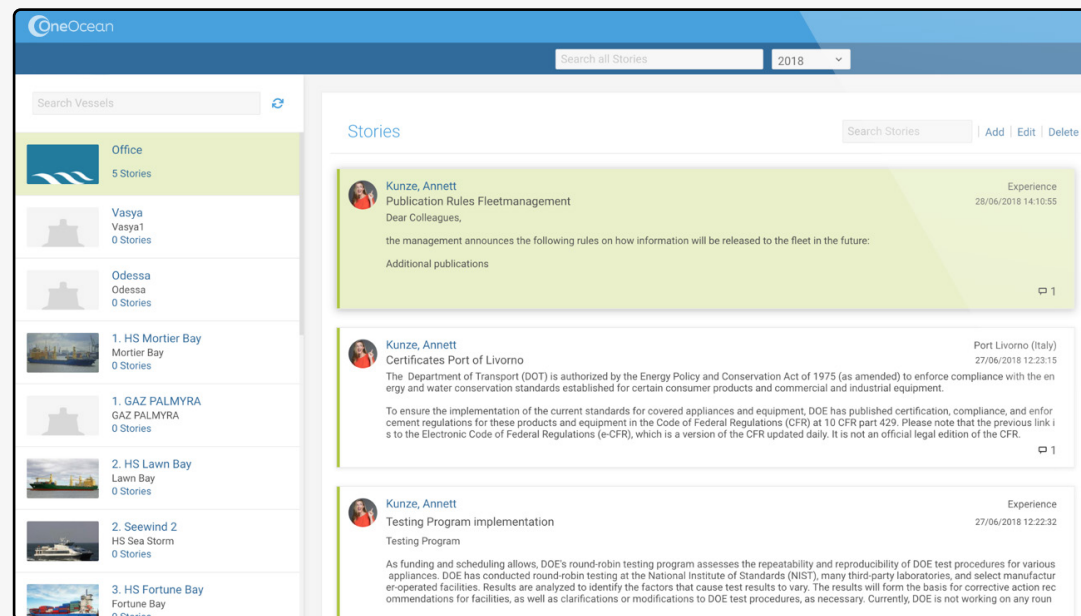 OneOcean
Search all Stories
2018
Search Vessels
Office
5 Stories
Vasya
Vasya1
0 Stories
Odessa
Odessa
0 Stories
1. HS Mortier Bay
Mortier Bay
0 Stories
1. GAZ PALMYRA
GAZ PALMYRA
0 Stories
2. HS Lawn Bay
Lawn Bay
0 Stories
2. Seewind 2
HS Sea Storm
0 Stories
3. HS Fortune Bay
Fortune Bay
0 Stories
Stories
Search Stories
Add | Edit | Delete
Kunze, Annett
Experience
Publication Rules Fleetmanagement
28/06/2018 14:10:55
Dear Colleagues,
the management announces the following rules on how information will be released to the fleet in the future:
Additional publications
1
Kunze, Annett
Port Livorno (Italy)
Certificates Port of Livorno
27/06/2018 12:23:15
The Department of Transport (DOT) is authorized by the Energy Policy and Conservation Act of 1975 (as amended) to enforce compliance with the en
ergy and water conservation standards established for certain consumer products and commercial and industrial equipment.
To ensure the implementation of the current standards for covered appliances and equipment, DOE has published certification, compliance, and enfor
cement regulations for these products and equipment in the Code of Federal Regulations (CFR) at 10 CFR part 429. Please note that the previous link i
s to the Electronic Code of Federal Regulations (e-CFR), which is a version of the CFR updated daily. It is not an official legal edition of the CFR.
1
Kunze, Annett
Experience
Testing Program implementation
27/06/2018 12:22:32
Testing Program
As funding and scheduling allows, DOE's round-robin testing program assesses the repeatability and reproducibility of DOE test procedures for various
appliances. DOE has conducted round-robin testing at the National Institute of Standards (NIST), many third-party laboratories, and select manufactur
er-operated facilities. Results are analyzed to identify the factors that cause test results to vary. The results will form the basis for corrective action rec
ommendations for facilities, as well as clarifications or modifications to DOE test procedures, as necessary. Currently, DOE is not working on any roun